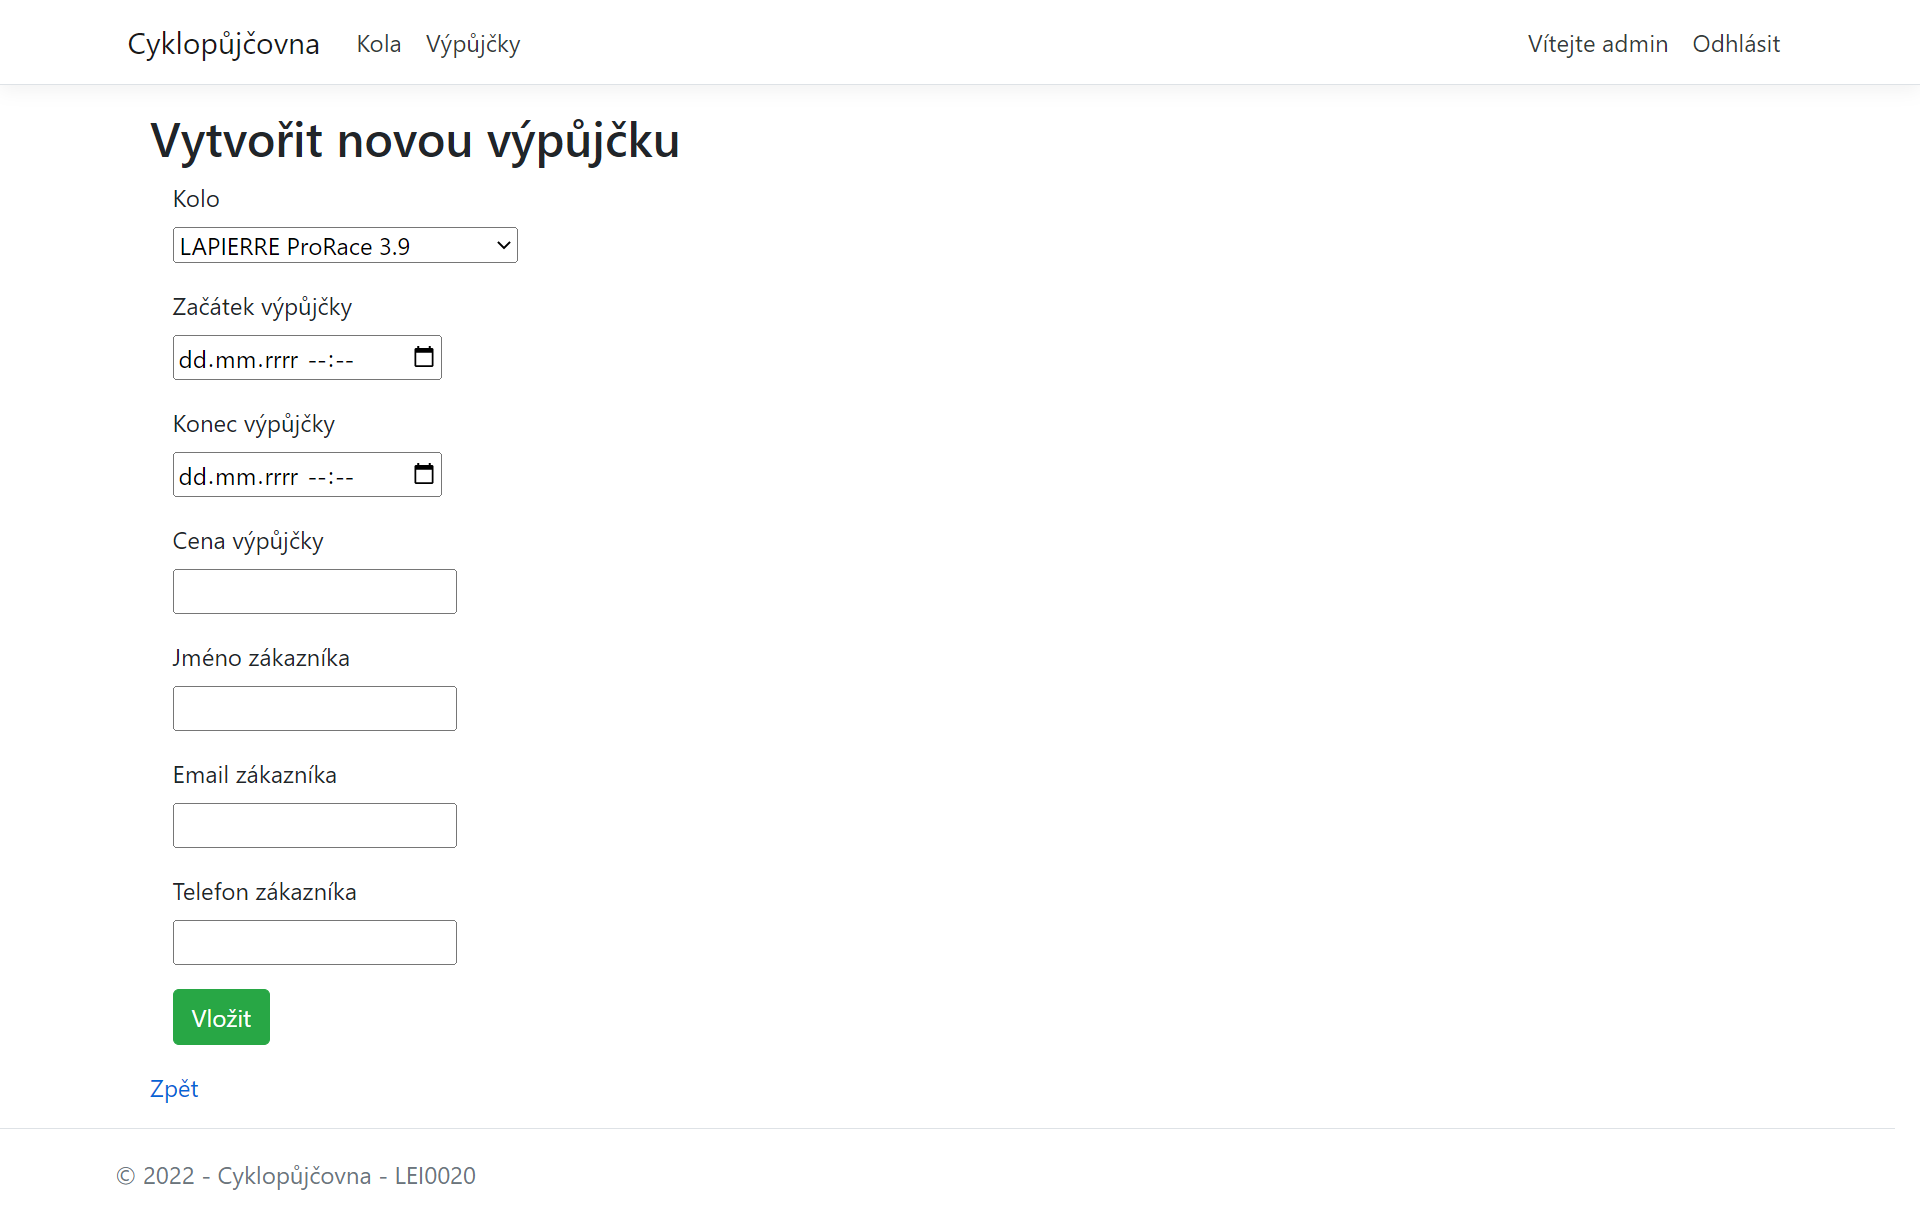 Cyklopůjčovna Kola Výpůjčky Vítejte admin Odhlásit
Vytvořit novou výpůjčku
Kolo
LAPIERRE ProRace 3.9
Začátek výpůjčky
dd.mm.rrrr --:--
Konec výpůjčky
dd.mm.rrrr --:--
Cena výpůjčky
Jméno zákazníka
Email zákazníka
Telefon zákazníka
Vložit
Zpět
© 2022 - Cyklopůjčovna - LEI0020